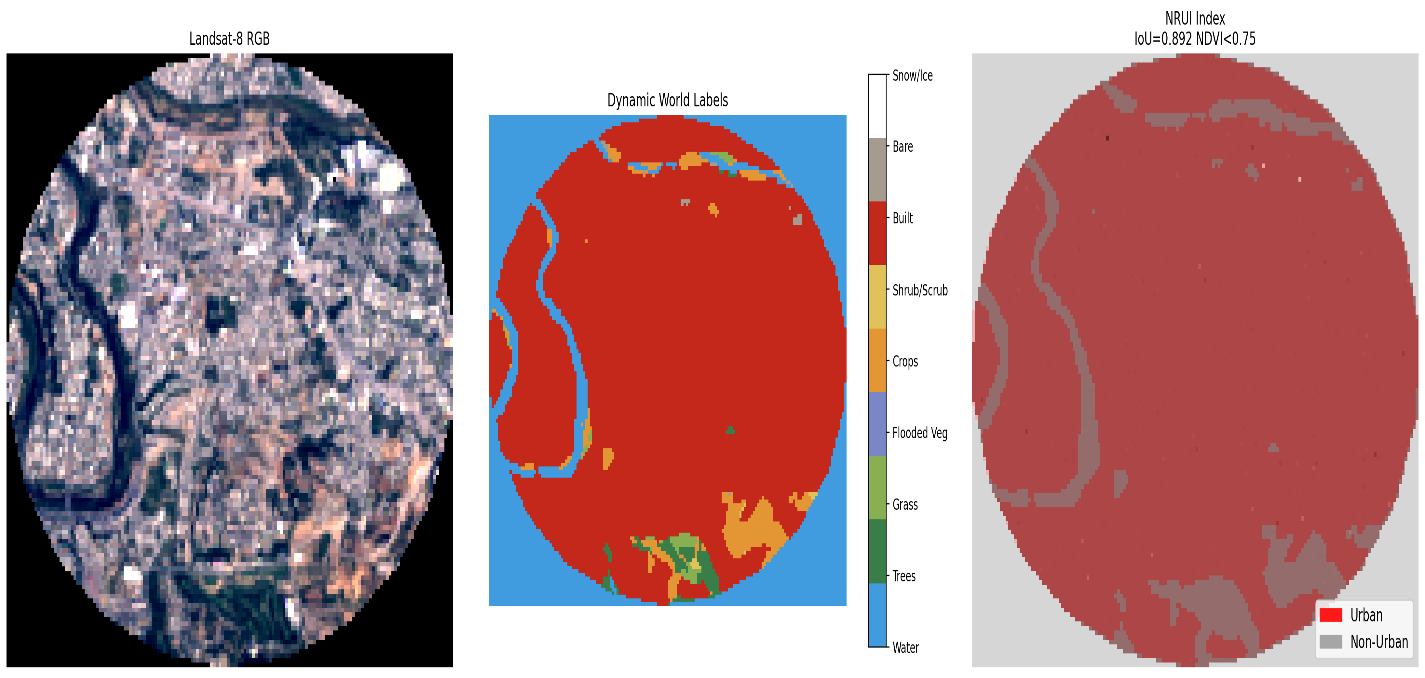 Landsat-8 RGB
Dynamic World Labels
Snow/Ice
Bare
Built
Shrub/Scrub
Crops
Flooded Veg
Grass
Trees
Water
NRUI Index
IoU=0.892 NDVI<0.75
Urban
Non-Urban